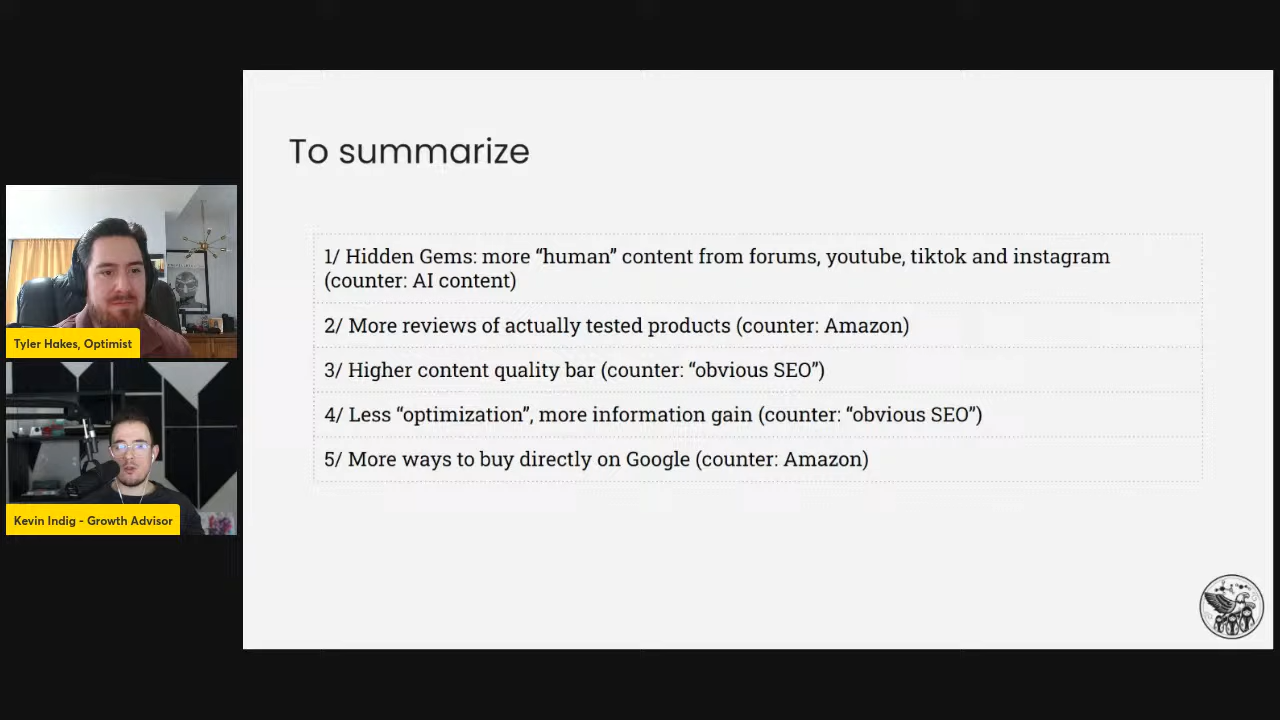 To summarize
1/ Hidden Gems: more “human” content from forums, youtube, tiktok and instagram
(counter: AI content)
2/ More reviews of actually tested products (counter: Amazon)
3/ Higher content quality bar (counter: “obvious SEO”)
4/ Less “optimization”, more information gain (counter: “obvious SEO”)
5/ More ways to buy directly on Google (counter: Amazon)
Tyler Hakes, Optimist
Kevin Indig - Growth Advisor